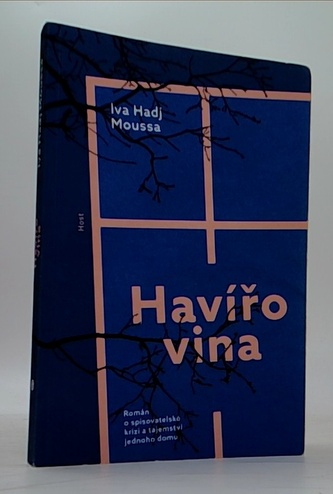 Iva Hadj
Moussa
Host
Havířo
vina
Román
o spisovatelské
krizi a tajemství
jednoho domu